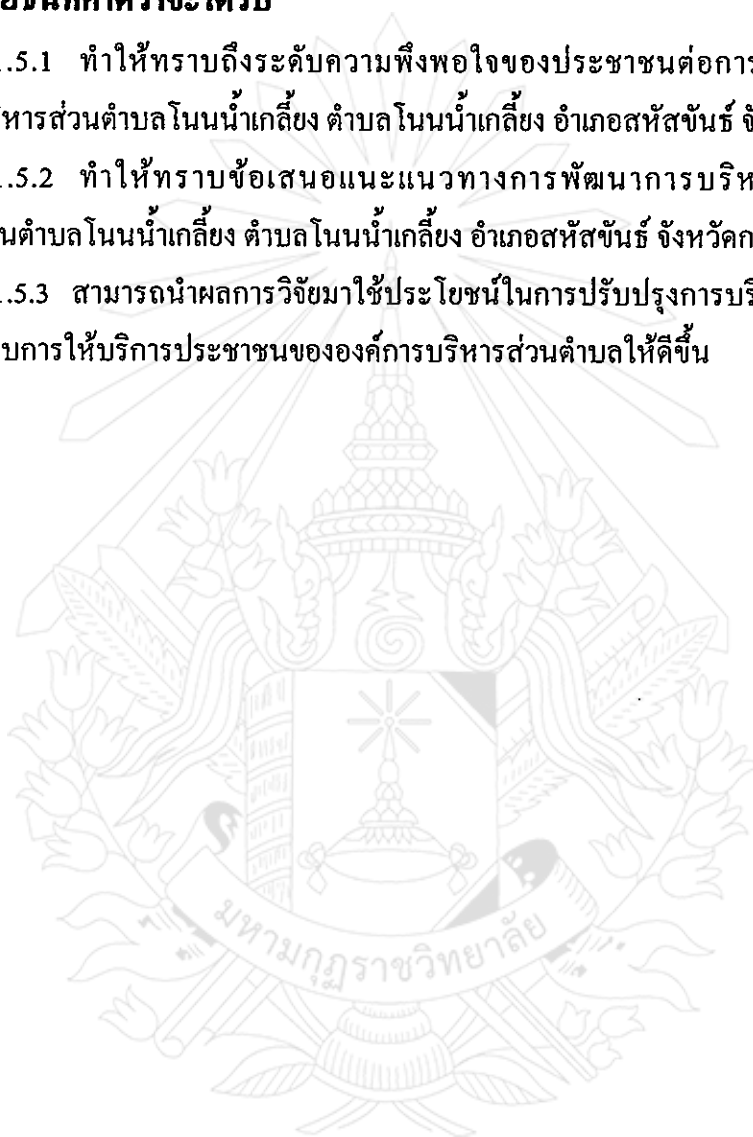 .5.1 ทำให้ทราบถึงระดับความพึงพอใจของประชาชนต่อการ
หารส่วนตำบลโนนน้ำเกลี้ยง ตำบลโนนน้ำเกลี้ยง อำเภอสหัสขันธ์ จั
.5.2 ทำให้ทราบข้อเสนอแนะแนวทางการพัฒนาการบริห
นตำบลโนนน้ำเกลี้ยง ตำบลโนนน้ำเกลี้ยง อำเภอสหัสขันธ์ จังหวัดก
.5.3 สามารถนำผลการวิจัยมาใช้ประโยชน์ในการปรับปรุงการบริ
บการให้บริการประชาชนขององค์การบริหารส่วนตำบลให้ดีขึ้น
มหามกุฏราชวิทยาลัย